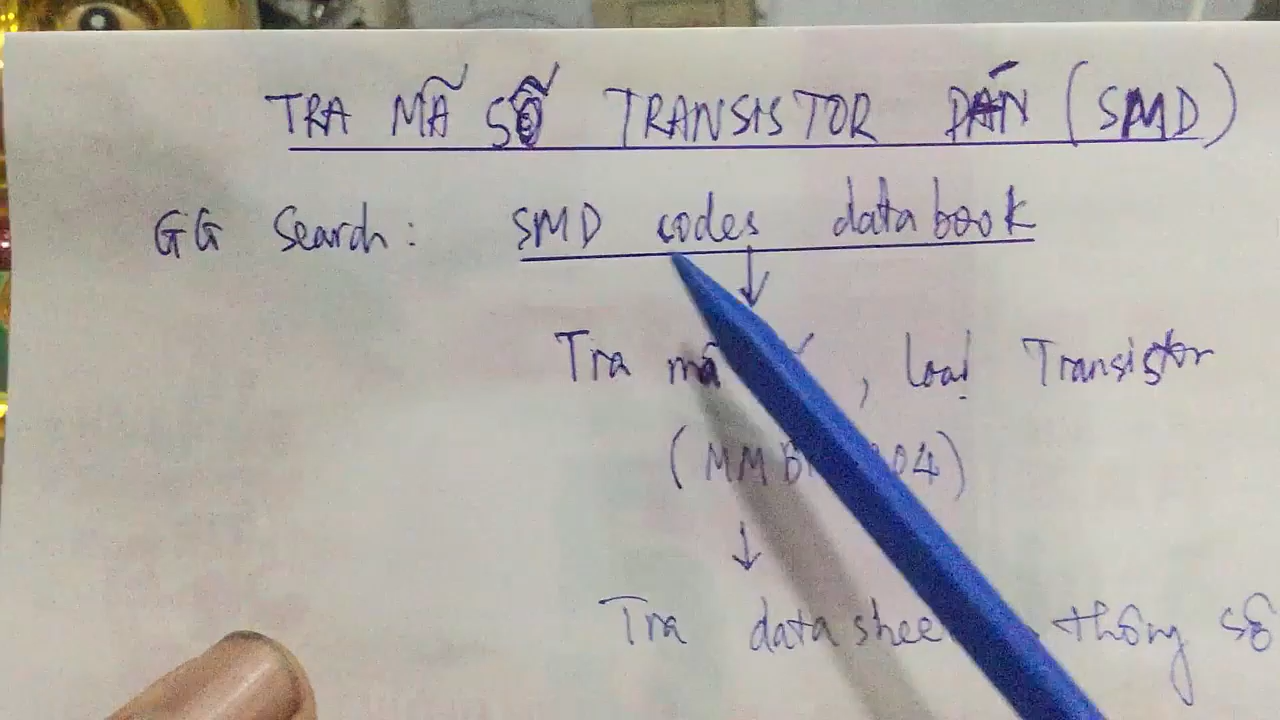 TRA MÃ SỐ TRANSISTOR DÁN (SMD)
GG Search: SMD codes databook
↓
Tra mã , loại Transistor
(MMB 04)
↓
Tra datashee thông số